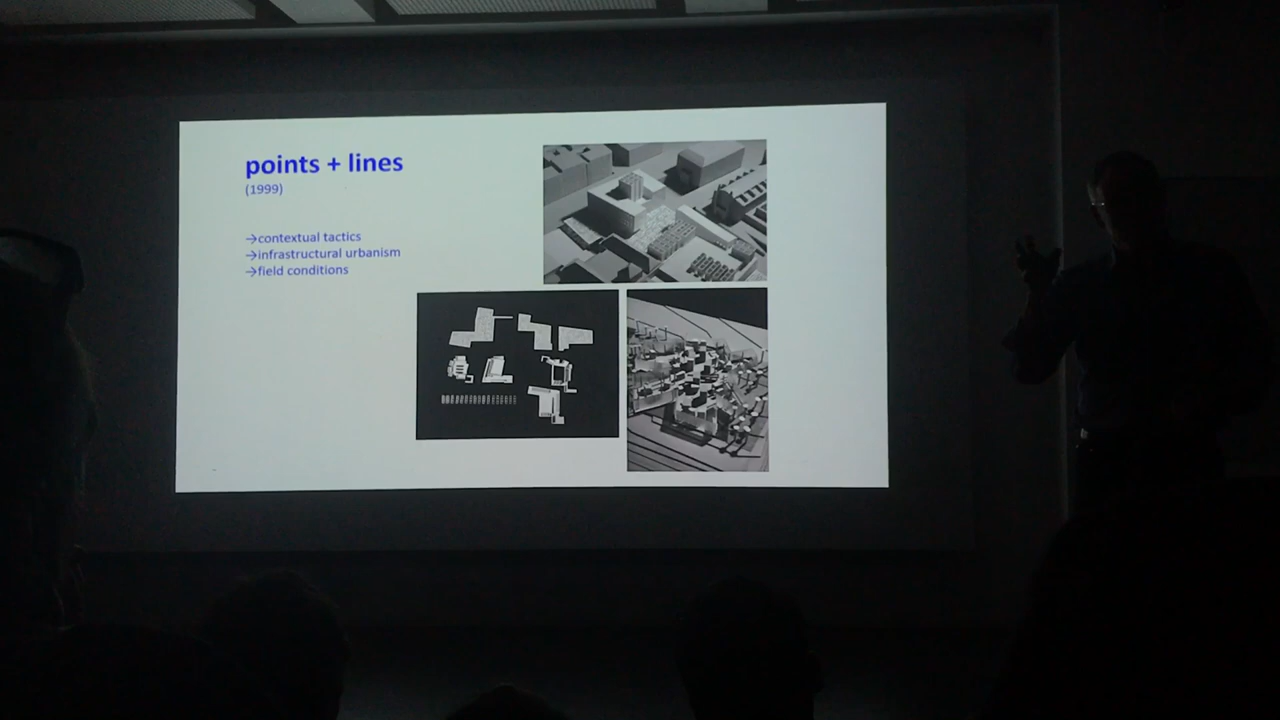 points + lines
(1999)
→contextual tactics
→infrastructural urbanism
→field conditions